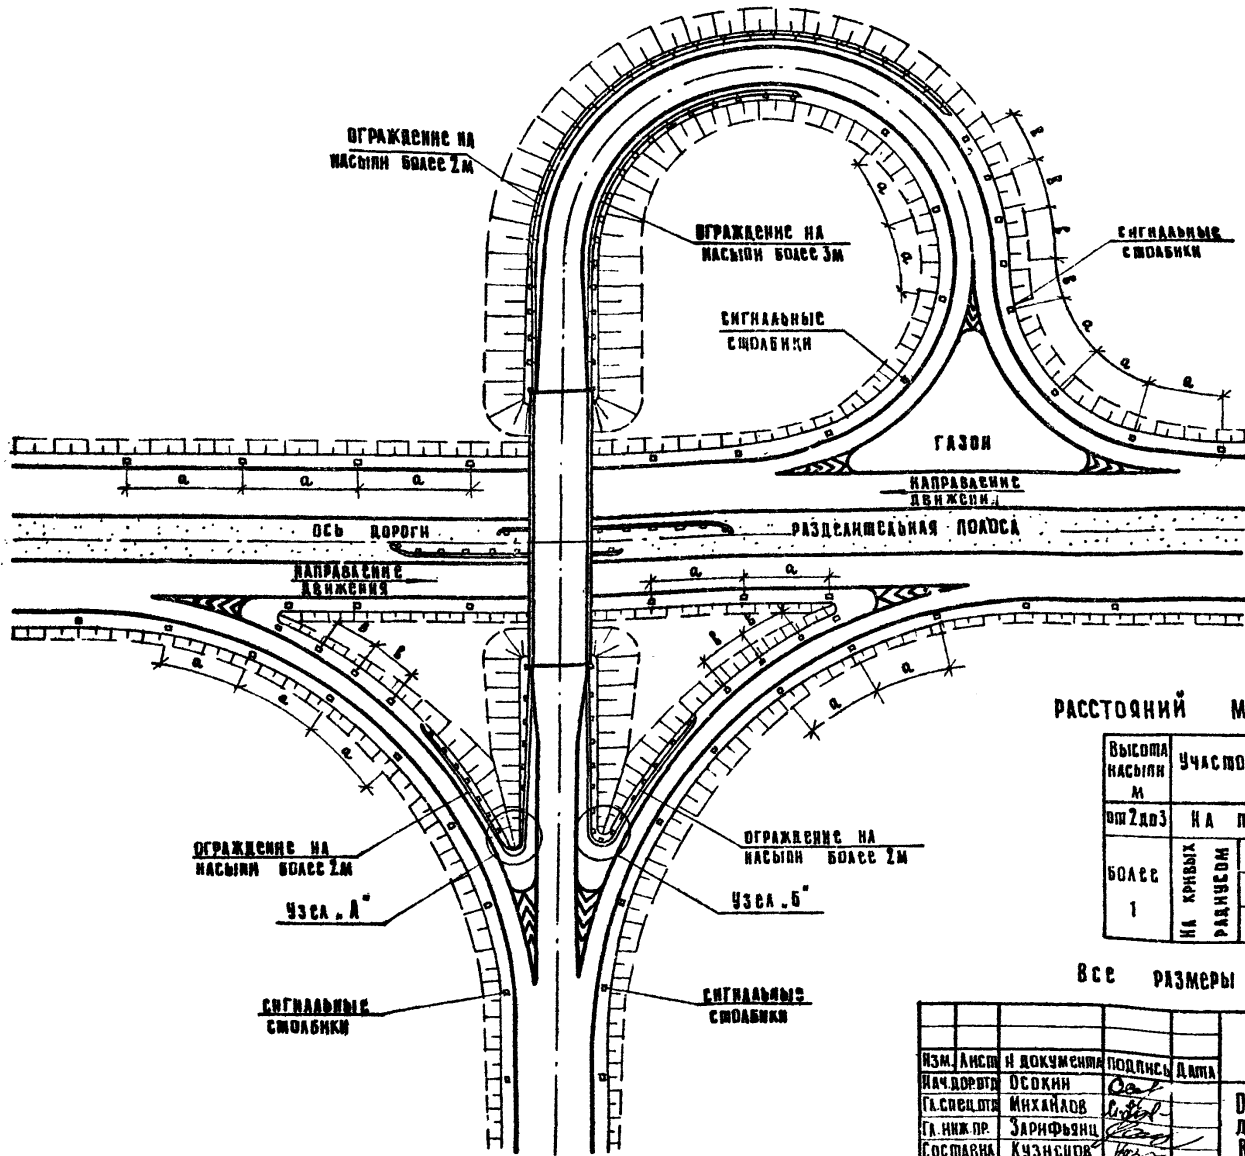 ОГРАЖДЕНИЕ НА
НАСЫПИ БОЛЕЕ 2М
ОГРАЖДЕНИЕ НА
НАСЫПИ БОЛЕЕ 3М
СИГНАЛЬНЫЕ
СТОЛБИКИ
СИГНАЛЬНЫЕ
СТОЛБИКИ
ГАЗОН
НАПРАВЛЕНИЕ
ДВИЖЕНИЯ
ОСЬ ДОРОГИ
РАЗДЕЛИТЕЛЬНАЯ ПОЛОСА
НАПРАВЛЕНИЕ
ДВИЖЕНИЯ
а а а
а а
а
а
а
а
а
а
в
в
в
в
а
а
а
в
в
в
в
а
а
ОГРАЖДЕНИЕ НА
НАСЫПИ БОЛЕЕ 2М
ОГРАЖДЕНИЕ НА
НАСЫПИ БОЛЕЕ 2М
УЗЕЛ „А"
УЗЕЛ „Б"
СИГНАЛЬНЫЕ
СТОЛБИКИ
СИГНАЛЬНЫЕ
СТОЛБИКИ
РАССТОЯНИЙ М
ВЫСОТА
НАСЫПИ
М
УЧАСТО
ОТ 2 ДО 3
НА П
БОЛЕЕ
1
НА КРИВЫХ
РАДИУСОМ
ВСЕ РАЗМЕРЫ
ИЗМ. ЛИСТ N ДОКУМЕНТА ПОДПИСЬ ДАТА
НАЧ.ДОРОТД ОСОКИН
ГЛ.СПЕЦ.ОТД МИХАЙЛОВ
ГЛ.ИНЖ.ПР. ЗАРИФЬЯНЦ
СОСТАВИЛ КУЗНЕЦОВ